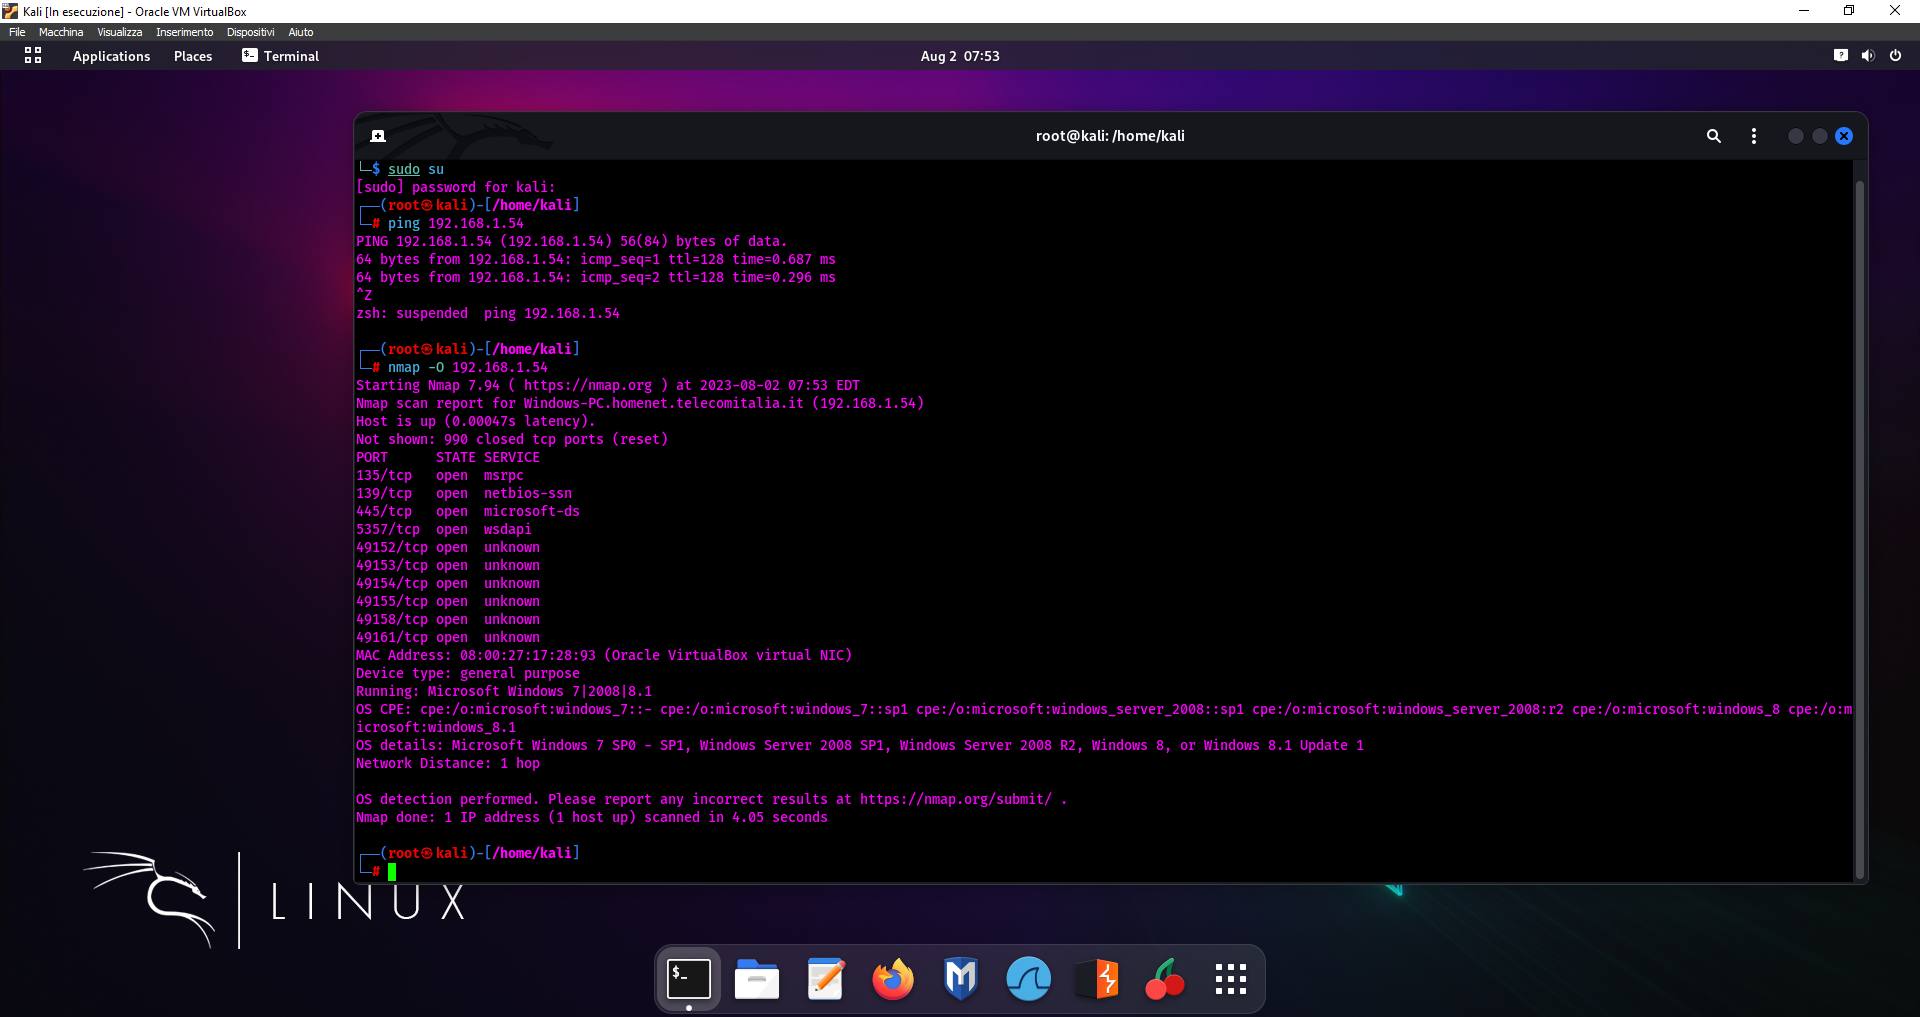 Kali [In esecuzione] - Oracle VM VirtualBox
File Macchina Visualizza Inserimento Dispositivi Aiuto
Applications Places Terminal Aug 2 07:53
root@kali: /home/kali
└─$ sudo su
[sudo] password for kali:
┌──(root㉿kali)-[/home/kali]
└─# ping 192.168.1.54
PING 192.168.1.54 (192.168.1.54) 56(84) bytes of data.
64 bytes from 192.168.1.54: icmp_seq=1 ttl=128 time=0.687 ms
64 bytes from 192.168.1.54: icmp_seq=2 ttl=128 time=0.296 ms
^Z
zsh: suspended  ping 192.168.1.54
┌──(root㉿kali)-[/home/kali]
└─# nmap -O 192.168.1.54
Starting Nmap 7.94 ( https://nmap.org ) at 2023-08-02 07:53 EDT
Nmap scan report for Windows-PC.homenet.telecomitalia.it (192.168.1.54)
Host is up (0.00047s latency).
Not shown: 990 closed tcp ports (reset)
PORT      STATE SERVICE
135/tcp   open  msrpc
139/tcp   open  netbios-ssn
445/tcp   open  microsoft-ds
5357/tcp  open  wsdapi
49152/tcp open  unknown
49153/tcp open  unknown
49154/tcp open  unknown
49155/tcp open  unknown
49158/tcp open  unknown
49161/tcp open  unknown
MAC Address: 08:00:27:17:28:93 (Oracle VirtualBox virtual NIC)
Device type: general purpose
Running: Microsoft Windows 7|2008|8.1
OS CPE: cpe:/o:microsoft:windows_7::- cpe:/o:microsoft:windows_7::sp1 cpe:/o:microsoft:windows_server_2008::sp1 cpe:/o:microsoft:windows_server_2008:r2 cpe:/o:microsoft:windows_8 cpe:/o:m
icrosoft:windows_8.1
OS details: Microsoft Windows 7 SP0 - SP1, Windows Server 2008 SP1, Windows Server 2008 R2, Windows 8, or Windows 8.1 Update 1
Network Distance: 1 hop
OS detection performed. Please report any incorrect results at https://nmap.org/submit/ .
Nmap done: 1 IP address (1 host up) scanned in 4.05 seconds
┌──(root㉿kali)-[/home/kali]
└─#
LINUX
$_